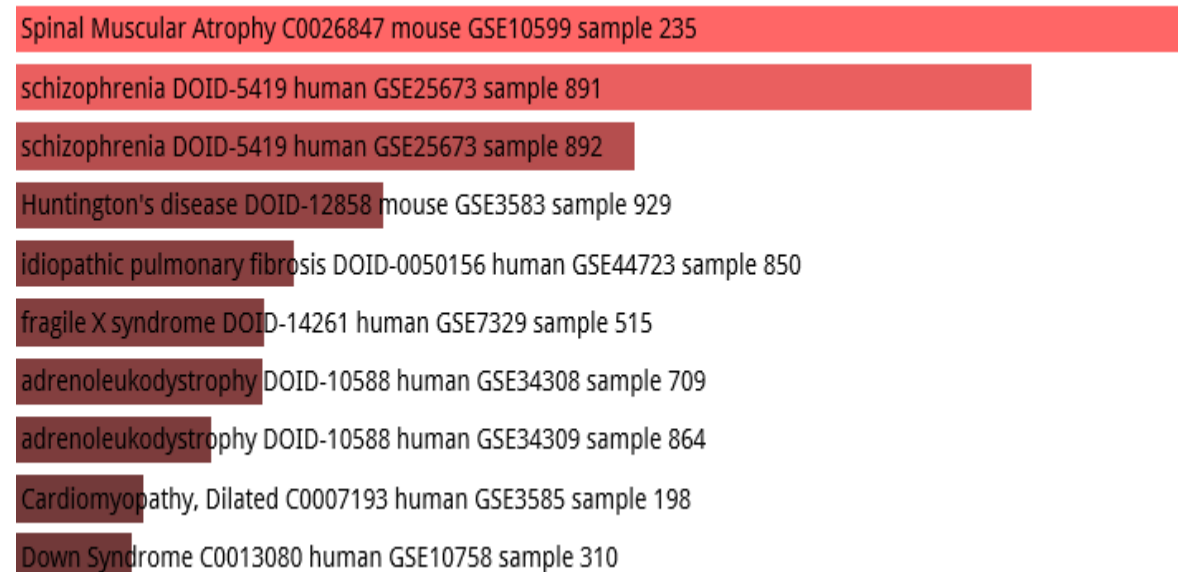 Spinal Muscular Atrophy C0026847 mouse GSE10599 sample 235
schizophrenia DOID-5419 human GSE25673 sample 891
schizophrenia DOID-5419 human GSE25673 sample 892
Huntington's disease DOID-12858 mouse GSE3583 sample 929
idiopathic pulmonary fibrosis DOID-0050156 human GSE44723 sample 850
fragile X syndrome DOID-14261 human GSE7329 sample 515
adrenoleukodystrophy DOID-10588 human GSE34308 sample 709
adrenoleukodystrophy DOID-10588 human GSE34309 sample 864
Cardiomyopathy, Dilated C0007193 human GSE3585 sample 198
Down Syndrome C0013080 human GSE10758 sample 310